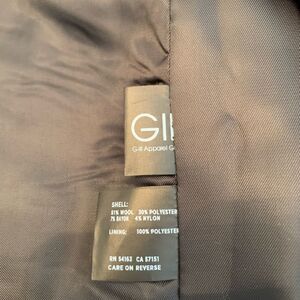 GI
G-III Apparel G
SHELL:
61% WOOL 30% POLYESTER
7% RAYON 4% NYLON
LINING: 100% POLYESTER
RN 54163 CA 57151
CARE ON REVERSE